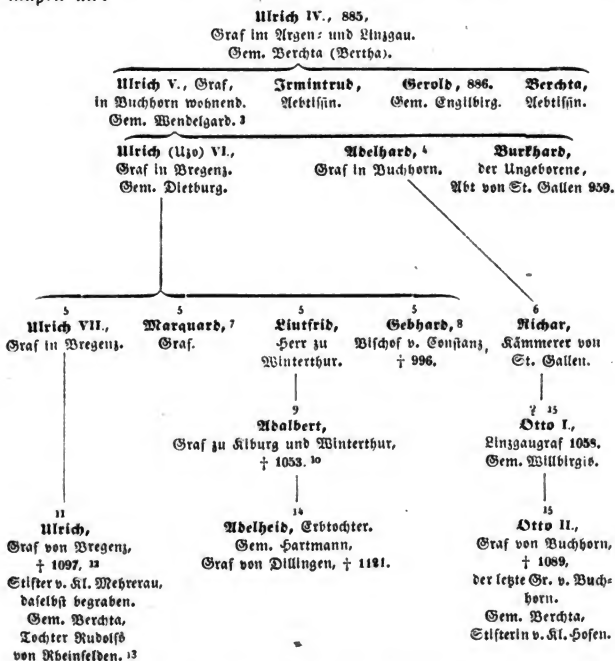 Ulrich IV., 885,
Graf im Argen- und Linzgau.
Gem. Berchta (Bertha).
Ulrich V., Graf,
in Buchhorn wohnend.
Gem. Wendelgard. 3
Irmintrud,
Aebtissin.
Gerold, 886.
Gem. Engilbirg.
Berchta,
Aebtissin.
Ulrich (Uzo) VI.,
Graf in Bregenz.
Gem. Dietburg.
Adelhard, 4
Graf in Buchhorn.
Burkhard,
der Ungeborene,
Abt von St. Gallen 959.
5
Ulrich VII.,
Graf in Bregenz.
5
Marquard, 7
Graf.
5
Liutfrid,
Herr zu
Winterthur.
5
Gebhard, 8
Bischof v. Constanz,
† 996.
6
Richar,
Kämmerer von
St. Gallen.
9
Adalbert,
Graf zu Kiburg und Winterthur,
† 1053. 10
? 15
Otto I.,
Linzgaugraf 1058.
Gem. Willbirgis.
11
Ulrich,
Graf von Bregenz,
† 1097, 12
Stifter v. Kl. Mehrerau,
daselbst begraben.
Gem. Berchta,
Tochter Rudolfs
von Rheinfelden. 13
14
Adelheid, Erbtochter.
Gem. Hartmann,
Graf von Dillingen, † 1121.
15
Otto II.,
Graf von Buchhorn,
† 1089,
der letzte Gr. v. Buch-
horn.
Gem. Berchta,
Stifterin v. Kl. Hofen.